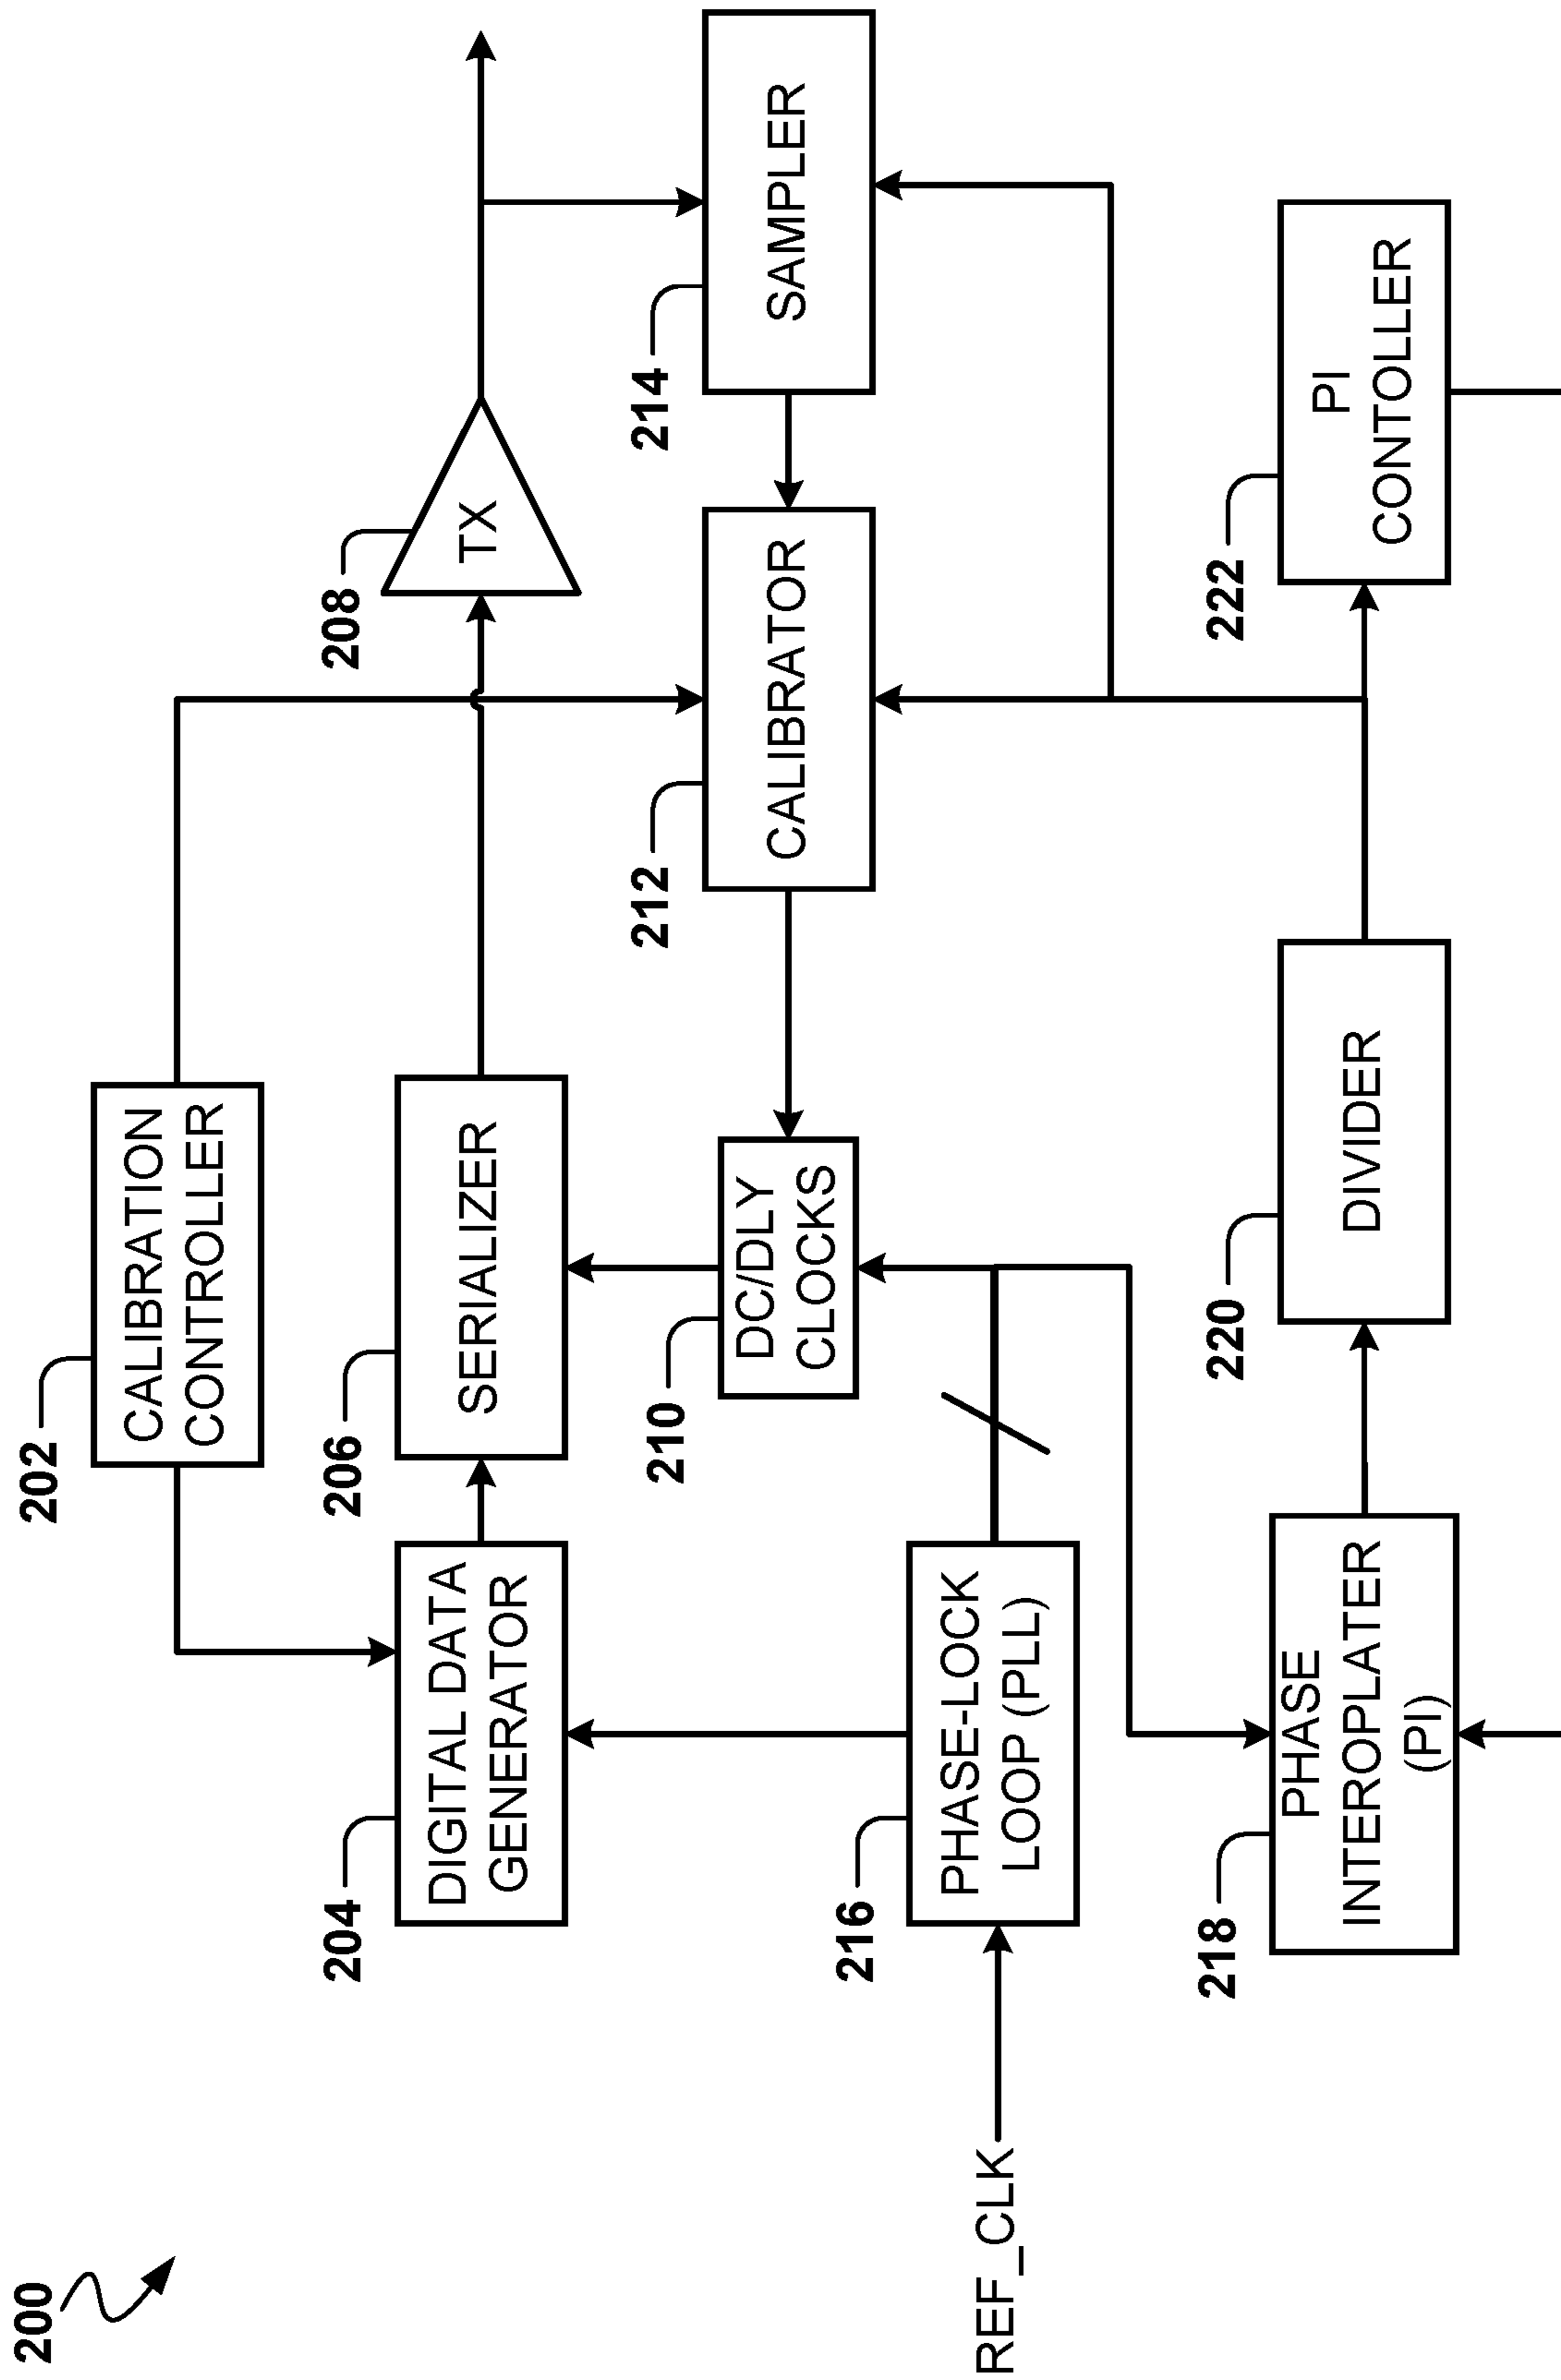 200
202
CALIBRATION
CONTROLLER
204
DIGITAL DATA
GENERATOR
206
SERIALIZER
208
TX
210
DC/DLY
CLOCKS
212
CALIBRATOR
214
SAMPLER
REF_CLK
216
PHASE-LOCK
LOOP (PLL)
218
PHASE
INTEROPLATER
(PI)
220
DIVIDER
222
PI
CONTOLLER